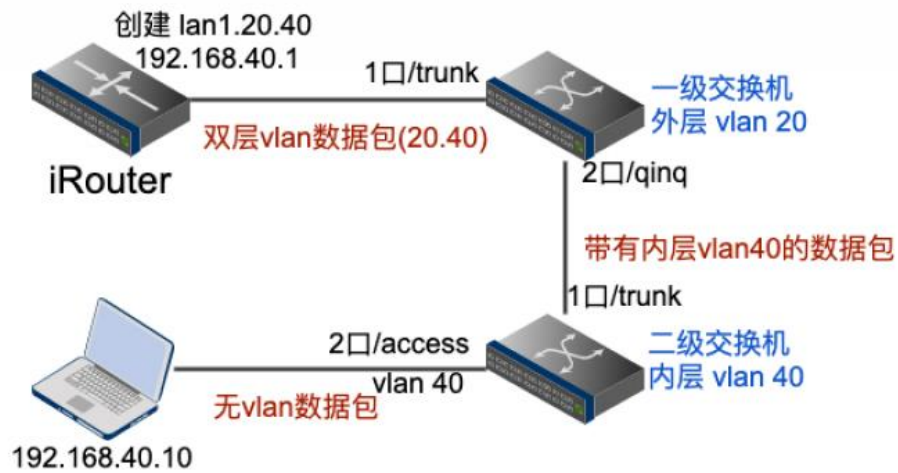 创建 lan1.20.40
192.168.40.1
1口/trunk
一级交换机
外层 vlan 20
双层vlan数据包(20.40)
iRouter
2口/qinq
带有内层vlan40的数据包
1口/trunk
2口/access
vlan 40
二级交换机
内层 vlan 40
无vlan数据包
192.168.40.10